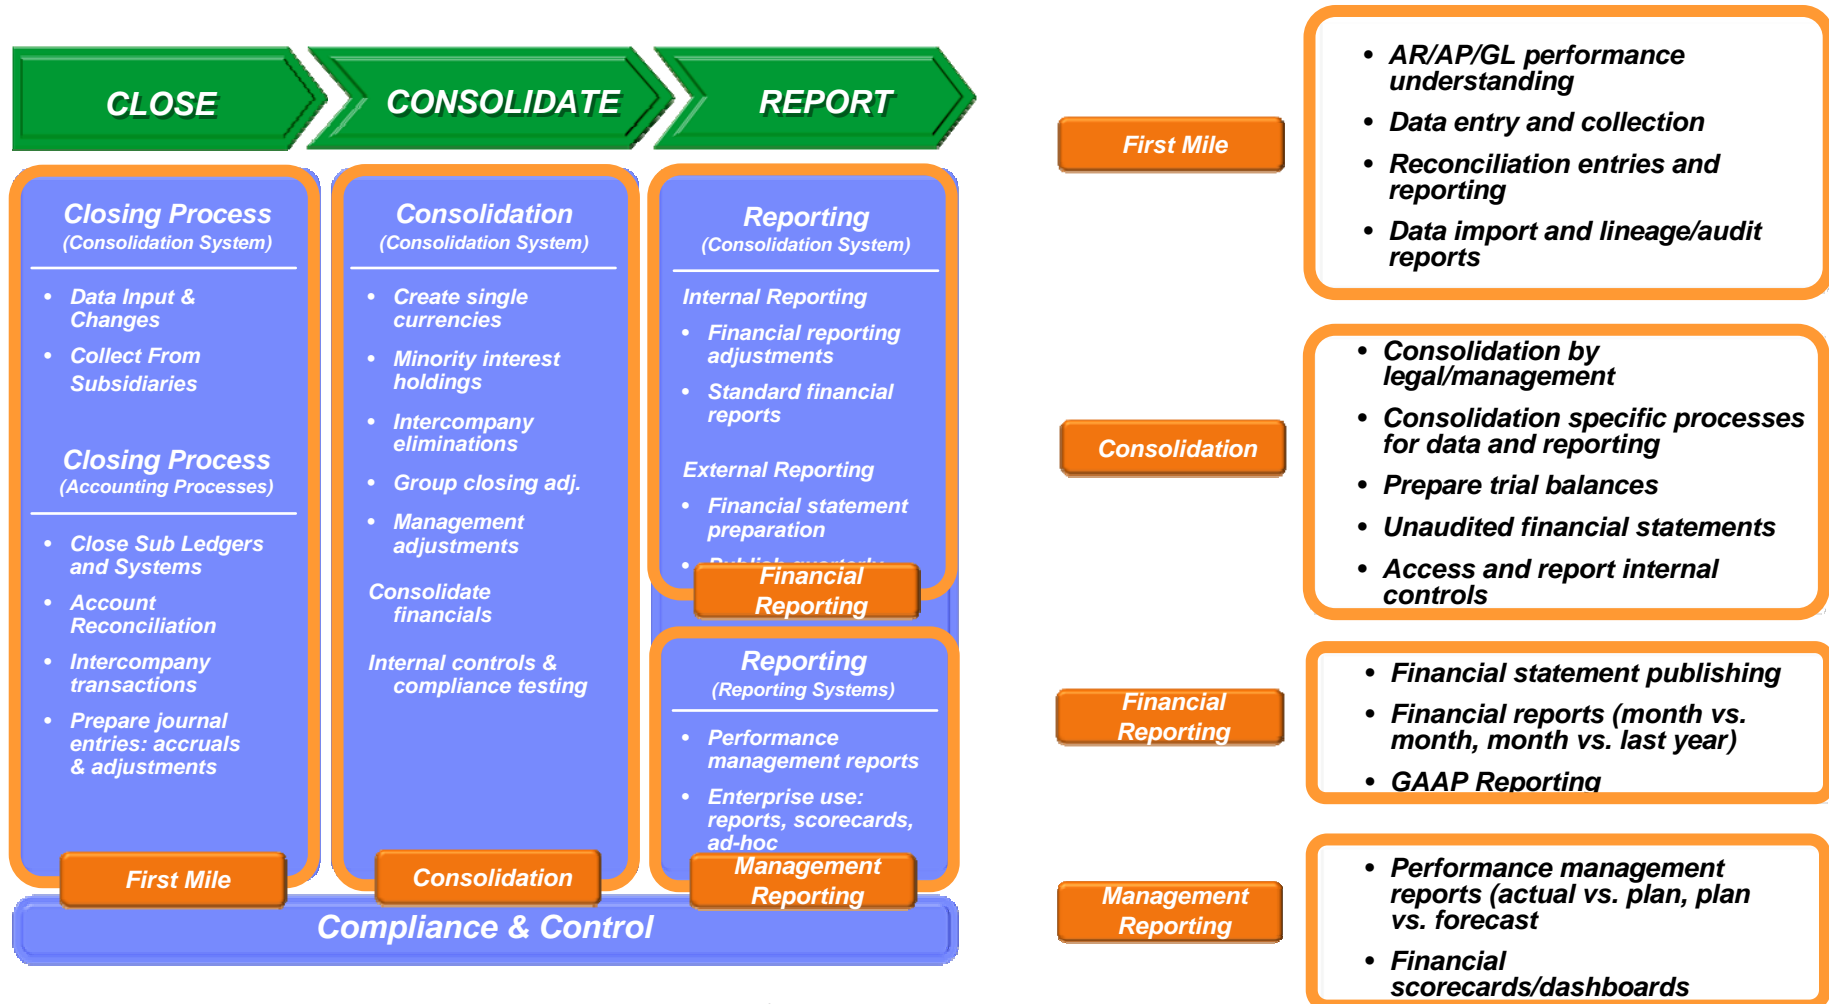 CLOSE
CONSOLIDATE
REPORT
Closing Process
(Consolidation System)
• Data Input &
Changes
• Collect From
Subsidiaries
Closing Process
(Accounting Processes)
• Close Sub Ledgers
and Systems
• Account
Reconciliation
• Intercompany
transactions
• Prepare journal
entries: accruals
& adjustments
First Mile
Consolidation
(Consolidation System)
• Create single
currencies
• Minority interest
holdings
• Intercompany
eliminations
• Group closing adj.
• Management
adjustments
Consolidate
financials
Internal controls &
compliance testing
Consolidation
Reporting
(Consolidation System)
Internal Reporting
• Financial reporting
adjustments
• Standard financial
reports
External Reporting
• Financial statement
preparation
• Publish quarterly
Financial
Reporting
Reporting
(Reporting Systems)
• Performance
management reports
• Enterprise use:
reports, scorecards,
ad-hoc
Management
Reporting
Compliance & Control
First Mile
• AR/AP/GL performance
understanding
• Data entry and collection
• Reconciliation entries and
reporting
• Data import and lineage/audit
reports
Consolidation
• Consolidation by
legal/management
• Consolidation specific processes
for data and reporting
• Prepare trial balances
• Unaudited financial statements
• Access and report internal
controls
Financial
Reporting
• Financial statement publishing
• Financial reports (month vs.
month, month vs. last year)
• GAAP Reporting
Management
Reporting
• Performance management
reports (actual vs. plan, plan
vs. forecast
• Financial
scorecards/dashboards